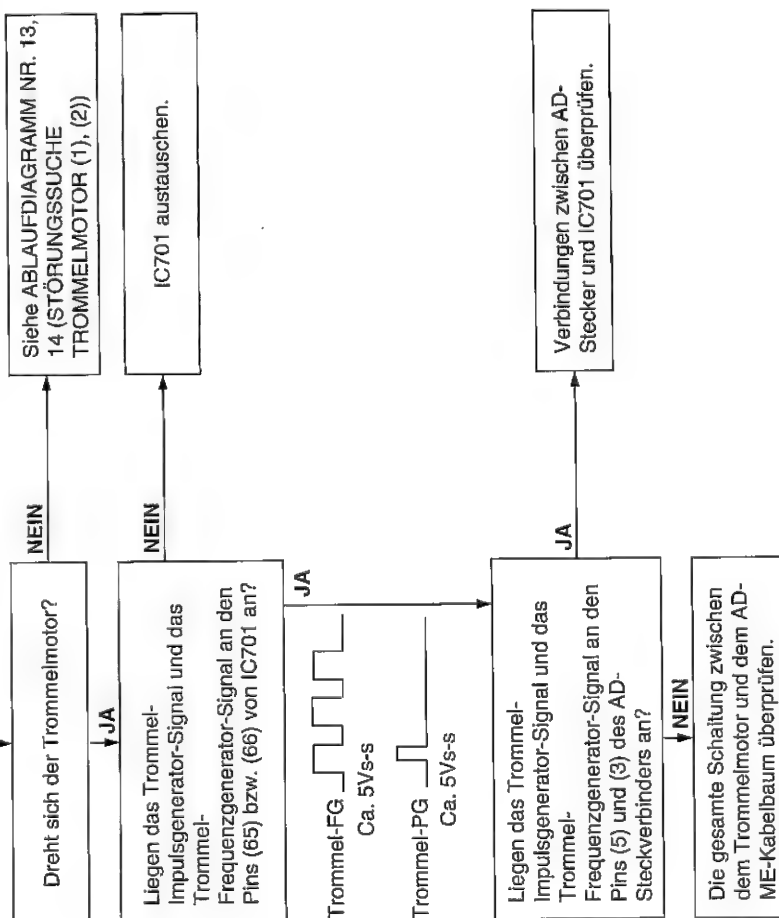 Dreht sich der Trommelmotor?
NEIN
Siehe ABLAUFDIAGRAMM NR. 13,
14 (STÖRUNGSSUCHE
TROMMELMOTOR (1), (2))
JA
Liegen das Trommel-
Impulsgenerator-Signal und das
Trommel-
Frequenzgenerator-Signal an den
Pins (65) bzw. (66) von IC701 an?
NEIN
IC701 austauschen.
JA
Trommel-FG
Ca. 5Vs-s
Trommel-PG
Ca. 5Vs-s
Liegen das Trommel-
Impulsgenerator-Signal und das
Trommel-
Frequenzgenerator-Signal an den
Pins (5) und (3) des AD-
Steckverbinders an?
JA
Verbindungen zwischen AD-
Stecker und IC701 überprüfen.
NEIN
Die gesamte Schaltung zwischen
dem Trommelmotor und dem AD-
ME-Kabelbaum überprüfen.